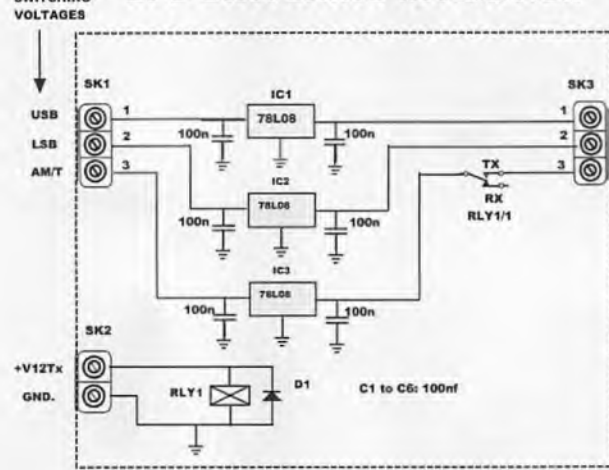 VOLTAGES
SK1
IC1
SK3
USB
1
78L08
1
LSB
2
100n
100n
2
AM/T
3
TX
3
IC2
RX
100n
78L08
100n
RLY1/1
IC3
100n
78L08
100n
SK2
+V12Tx
RLY1
D1
C1 to C6: 100nf
GND.